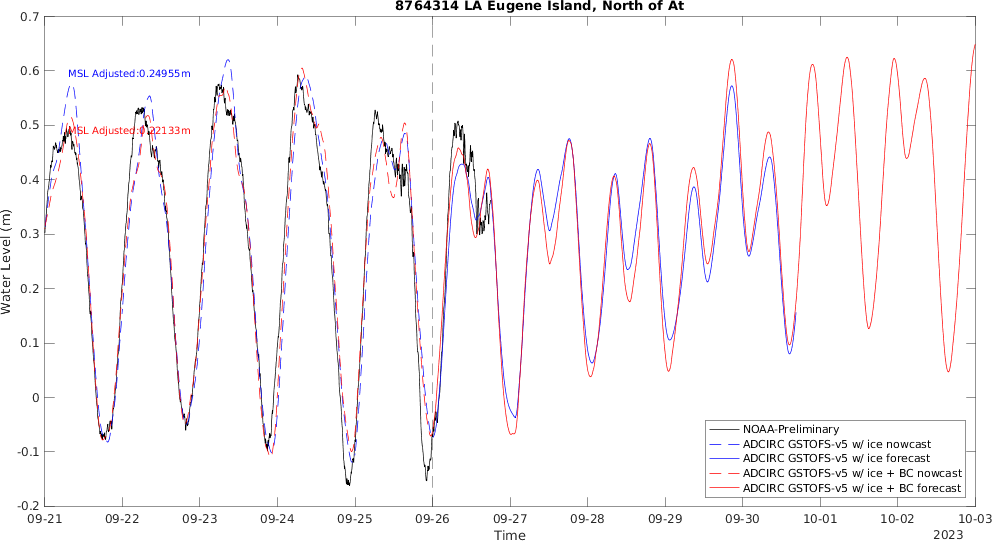 8764314 LA Eugene Island, North of At
0.7
0.6
0.5
0.4
0.3
0.2
0.1
0
-0.1
-0.2
Water Level (m)
MSL Adjusted:0.24955m
MSL Adjusted:0.22133m
NOAA-Preliminary
ADCIRC GSTOFS-v5 w/ ice nowcast
ADCIRC GSTOFS-v5 w/ ice forecast
ADCIRC GSTOFS-v5 w/ ice + BC nowcast
ADCIRC GSTOFS-v5 w/ ice + BC forecast
09-21 09-22 09-23 09-24 09-25 09-26 09-27 09-28 09-29 09-30 10-01 10-02 10-03
Time
2023